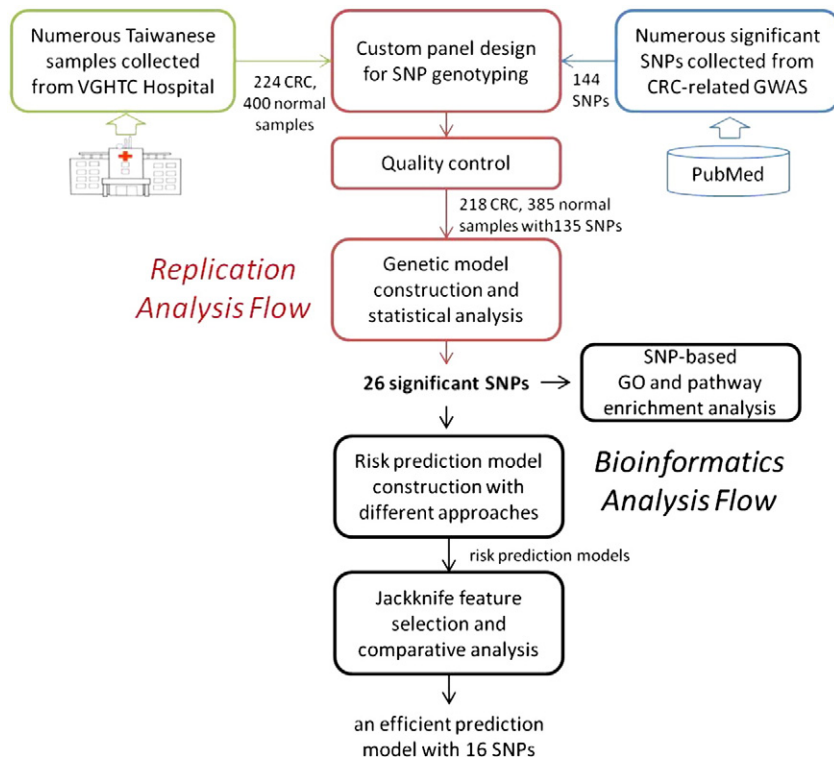 Numerous Taiwanese
samples collected
from VGHTC Hospital
224 CRC,
400 normal
samples
Custom panel design
for SNP genotyping
144
SNPs
Numerous significant
SNPs collected from
CRC-related GWAS
PubMed
Quality control
218 CRC, 385 normal
samples with135 SNPs
Replication
Analysis Flow
Genetic model
construction and
statistical analysis
26 significant SNPs
SNP-based
GO and pathway
enrichment analysis
Risk prediction model
construction with
different approaches
Bioinformatics
Analysis Flow
risk prediction models
Jackknife feature
selection and
comparative analysis
an efficient prediction
model with 16 SNPs